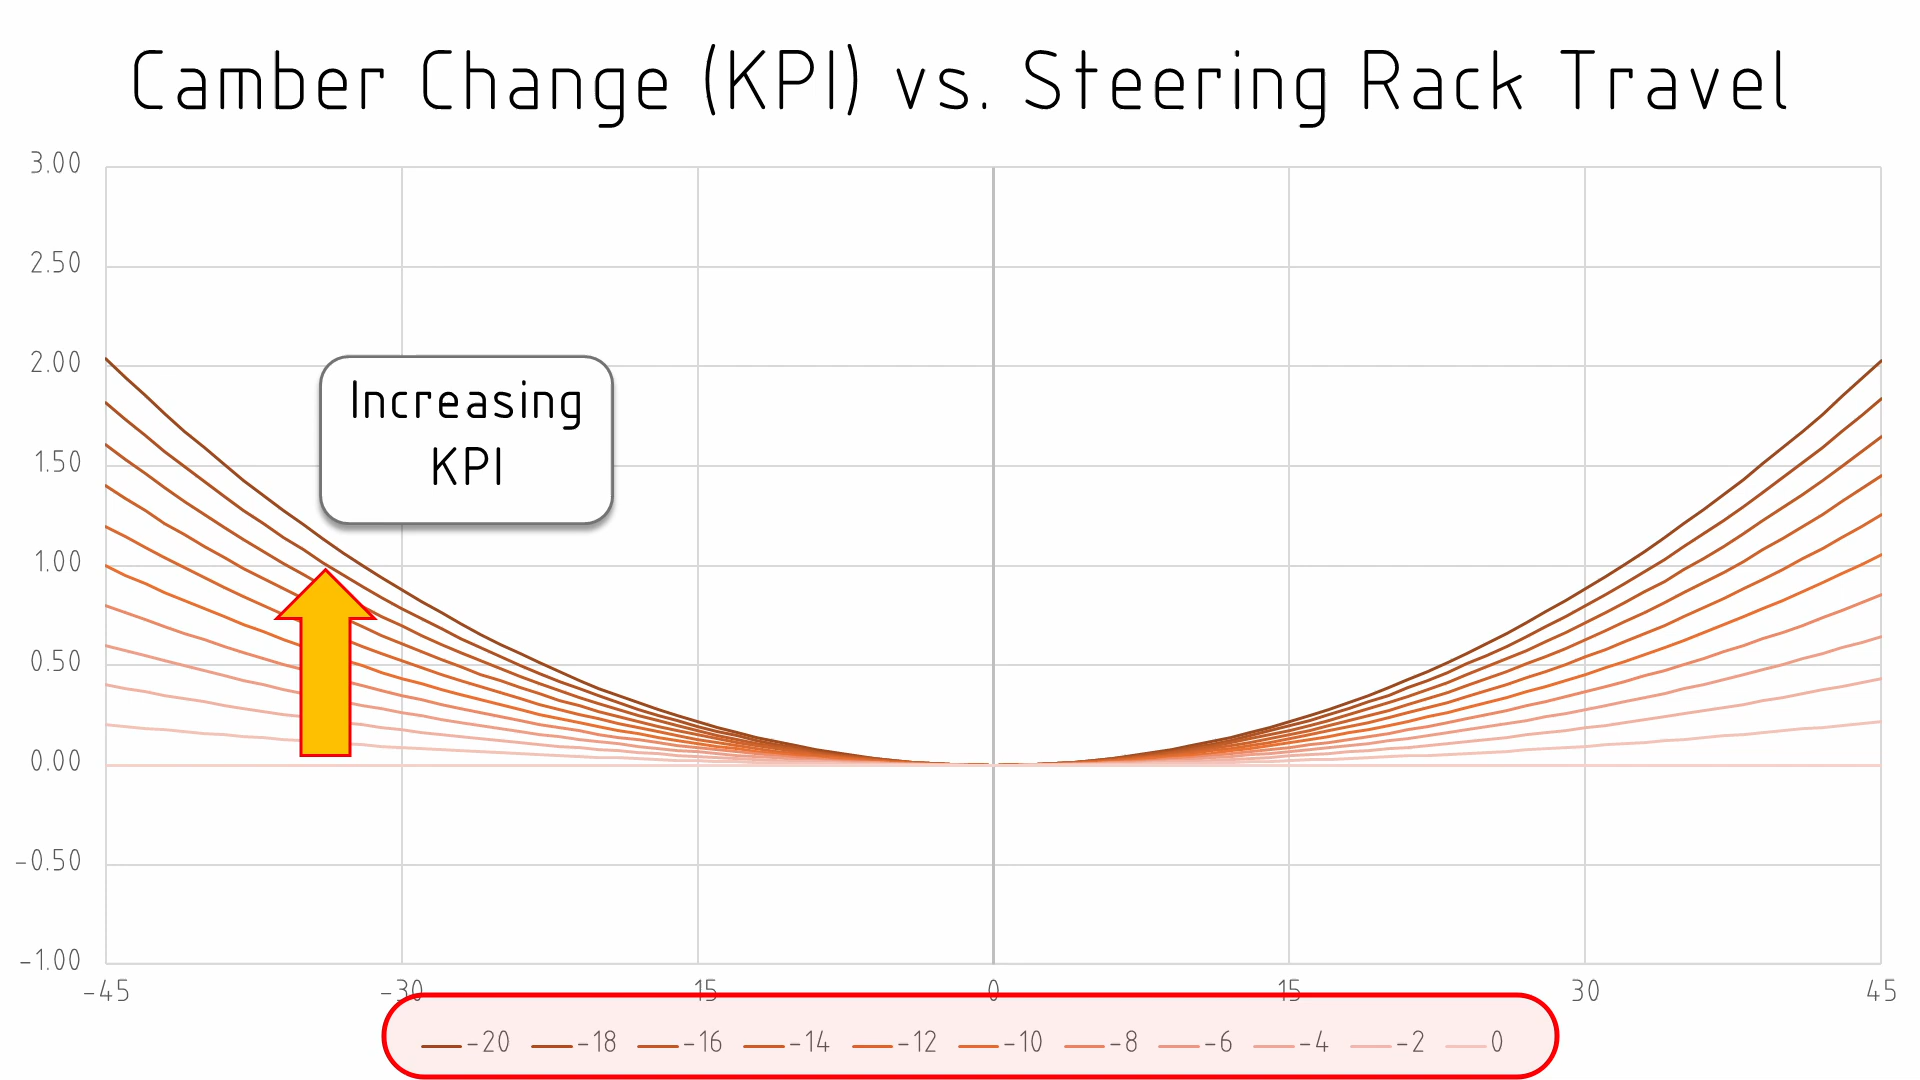 Camber Change (KPI) vs. Steering Rack Travel
3.00
2.50
2.00
1.50
1.00
0.50
0.00
-0.50
-1.00
Increasing
KPI
-45 -30 15 0 15 30 45
-20 -18 -16 -14 -12 -10 -8 -6 -4 -2 0